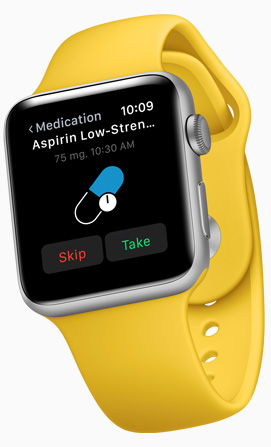 < Medication 10:09
Aspirin Low-Stren...
75 mg, 10:30 AM
Skip Take